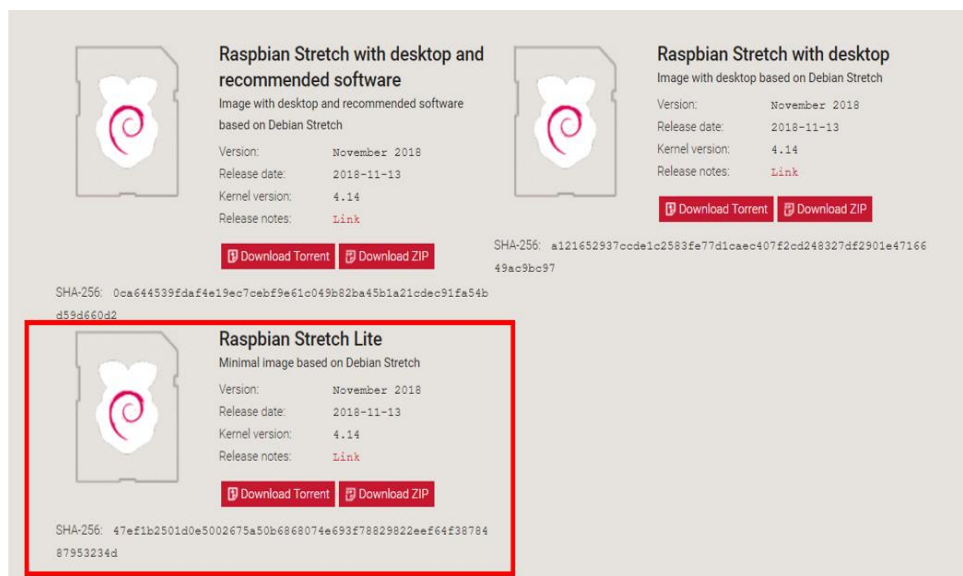 Raspbian Stretch with desktop and
recommended software
Image with desktop and recommended software
based on Debian Stretch
Version: November 2018
Release date: 2018-11-13
Kernel version: 4.14
Release notes: Link
Download Torrent Download ZIP
SHA-256: 0ca644539fdaf4e19ec7cebf9e61c049b82ba45b1a21cdec91fa54b
d59d660d2
Raspbian Stretch with desktop
Image with desktop based on Debian Stretch
Version: November 2018
Release date: 2018-11-13
Kernel version: 4.14
Release notes: Link
Download Torrent Download ZIP
SHA-256: a121652937ccde1c2583fe77d1caec407f2cd248327df2901e47166
49ac9bc97
Raspbian Stretch Lite
Minimal image based on Debian Stretch
Version: November 2018
Release date: 2018-11-13
Kernel version: 4.14
Release notes: Link
Download Torrent Download ZIP
SHA-256: 47ef1b2501d0e5002675a50b6868074e693f78829822eef64f38784
87953234d